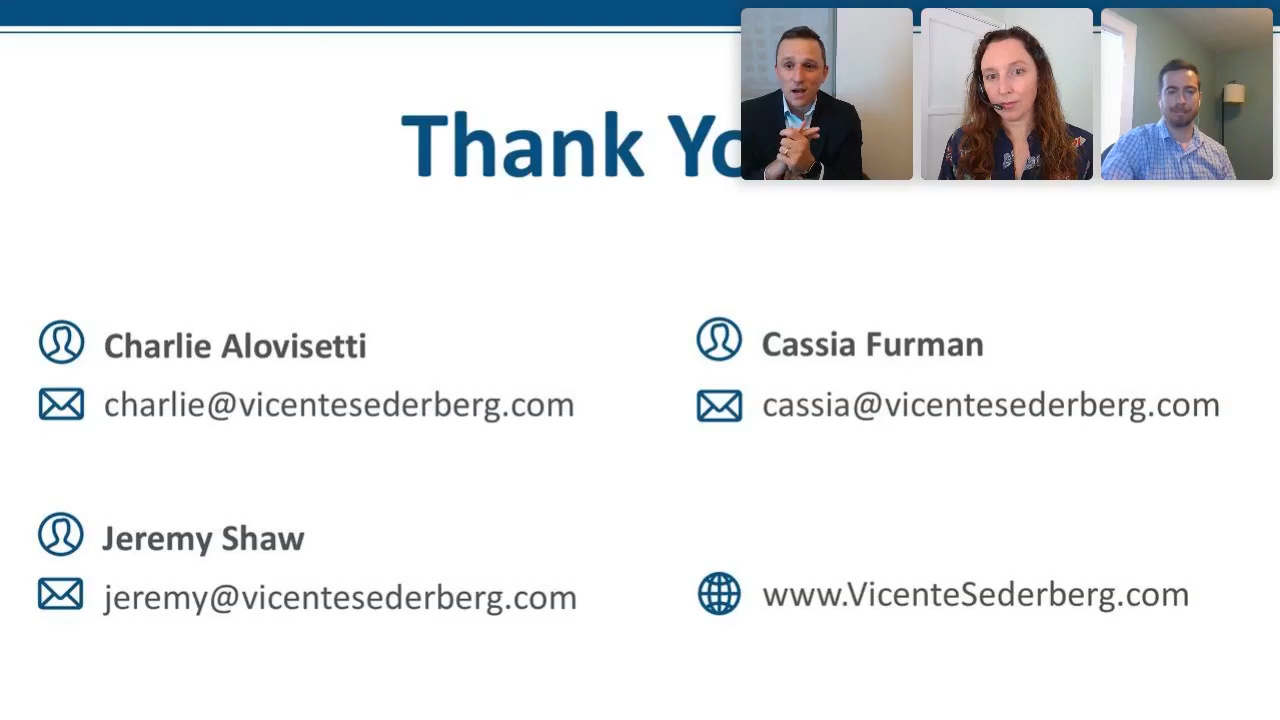 Thank Yo
Charlie Alovisetti
charlie@vicentesederberg.com
Cassia Furman
cassia@vicentesederberg.com
Jeremy Shaw
jeremy@vicentesederberg.com
www.VicenteSederberg.com